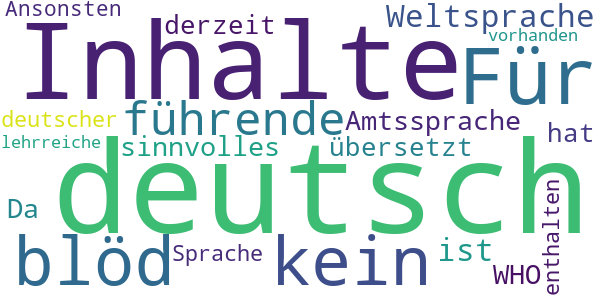 Ansonsten
derzeit
Weltsprache
Inhalte
vorhanden
Für
deutscher
führende
Amtssprache
hat
lehrreiche
sinnvolles
übersetzt
deutsch
Da
blöd
Sprache
kein
ist
WHO
enthalten